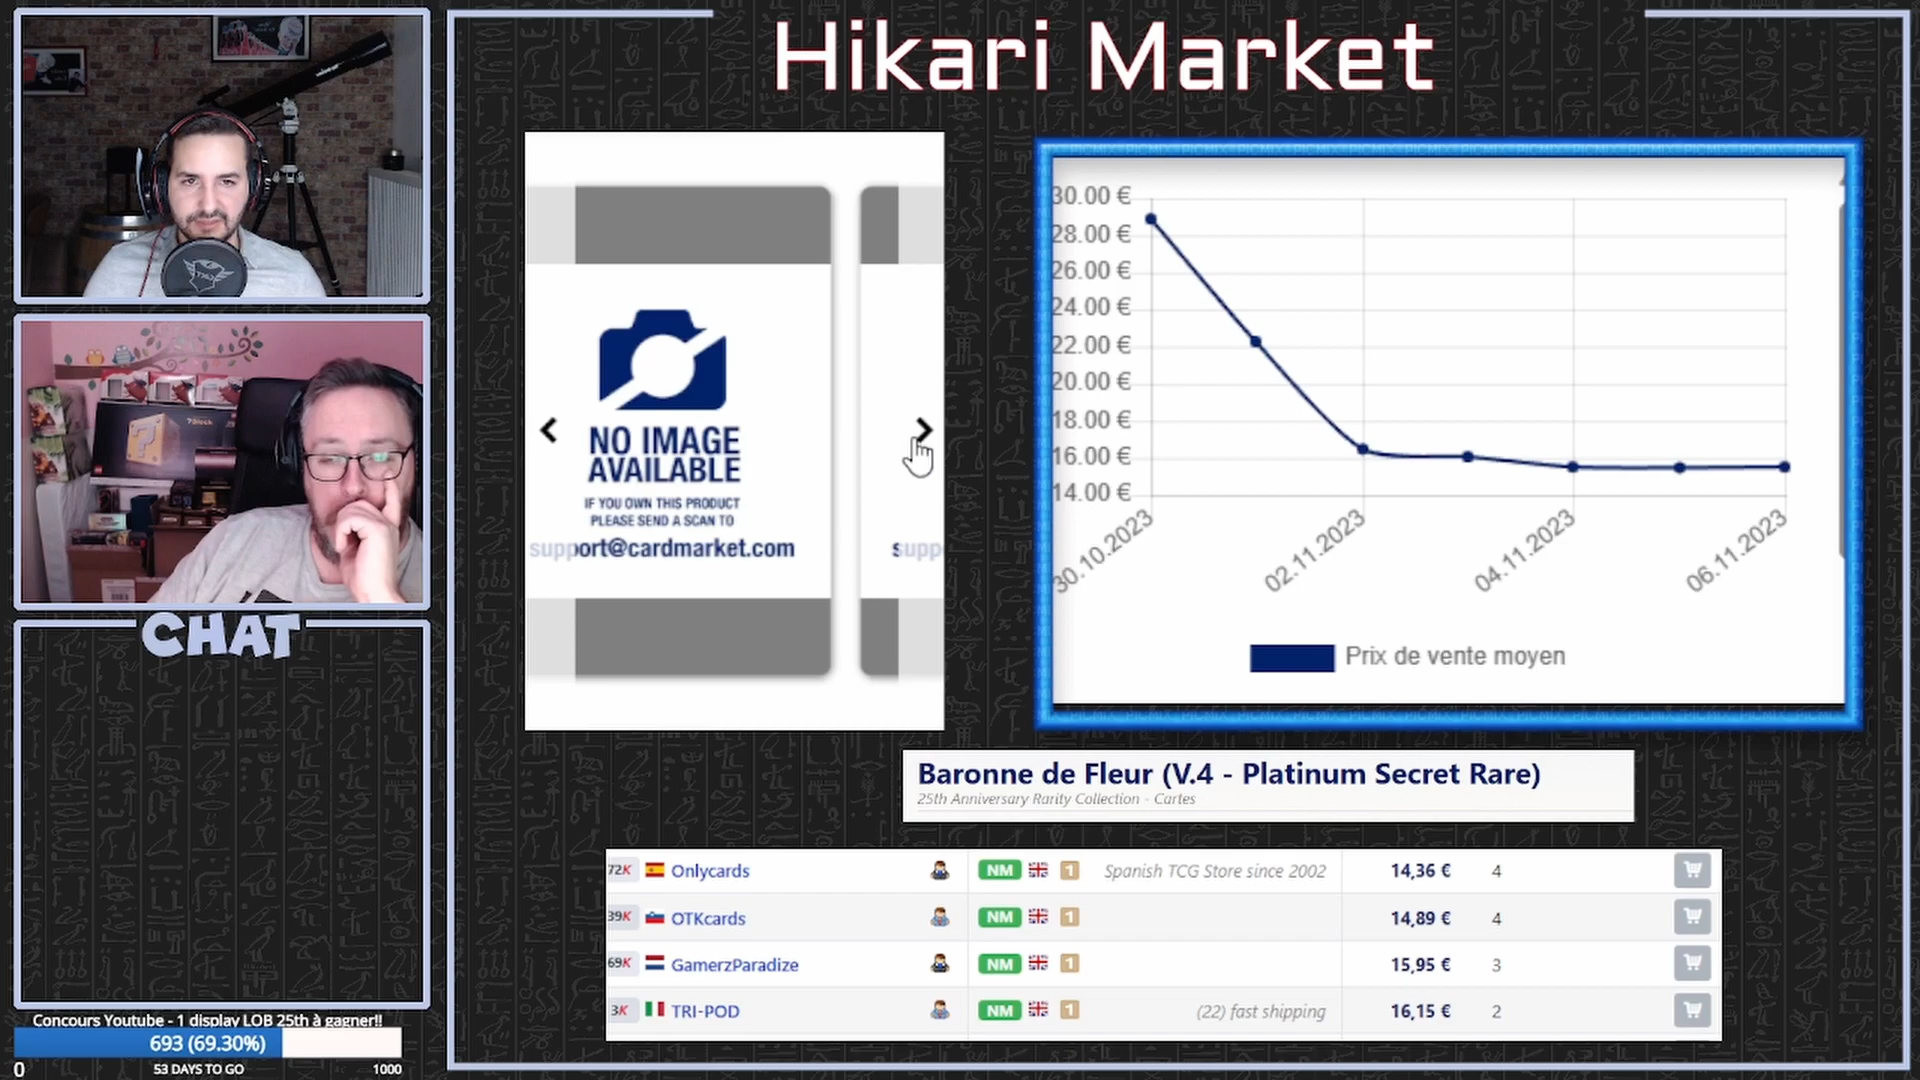 Hikari Market
NO IMAGE
AVAILABLE
IF YOU OWN THIS PRODUCT
PLEASE SEND A SCAN TO
support@cardmarket.com
supp
30.00 €
28.00 €
26.00 €
24.00 €
22.00 €
20.00 €
18.00 €
16.00 €
14.00 €
30.10.2023
02.11.2023
04.11.2023
06.11.2023
Prix de vente moyen
CHAT
Baronne de Fleur (V.4 - Platinum Secret Rare)
25th Anniversary Rarity Collection - Cartes
72K Onlycards NM 1 Spanish TCG Store since 2002 14,36 € 4
39K OTKcards NM 1 14,89 € 4
69K GamerzParadize NM 1 15,95 € 3
3K TRI-POD NM 1 (22) fast shipping 16,15 € 2
Concours Youtube - 1 display LOB 25th à gagner!!
693 (69.30%)
0 53 DAYS TO GO 1000